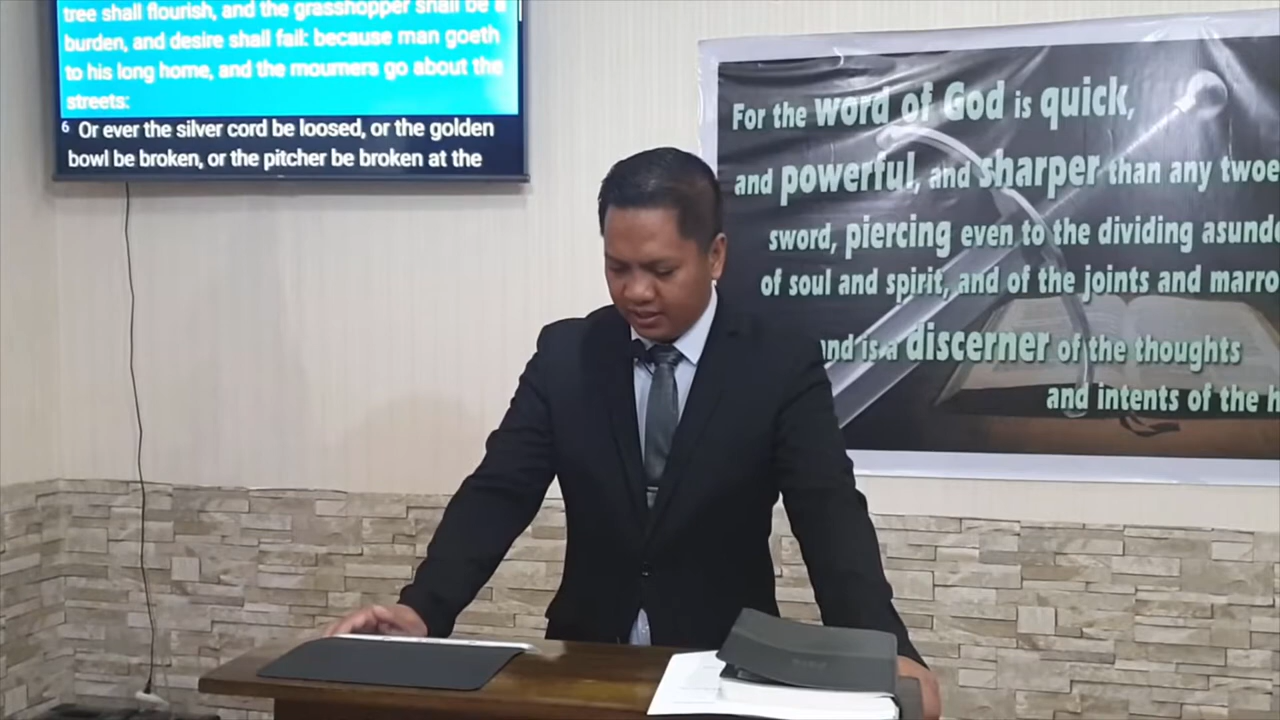 tree shall flourish, and the grasshopper shall be a
burden, and desire shall fail: because man goeth
to his long home, and the mourners go about the
streets:
6 Or ever the silver cord be loosed, or the golden
bowl be broken, or the pitcher be broken at the
For the word of God is quick,
and powerful, and sharper than any twoe
sword, piercing even to the dividing asunde
of soul and spirit, and of the joints and marro
and is a discerner of the thoughts
and intents of the h